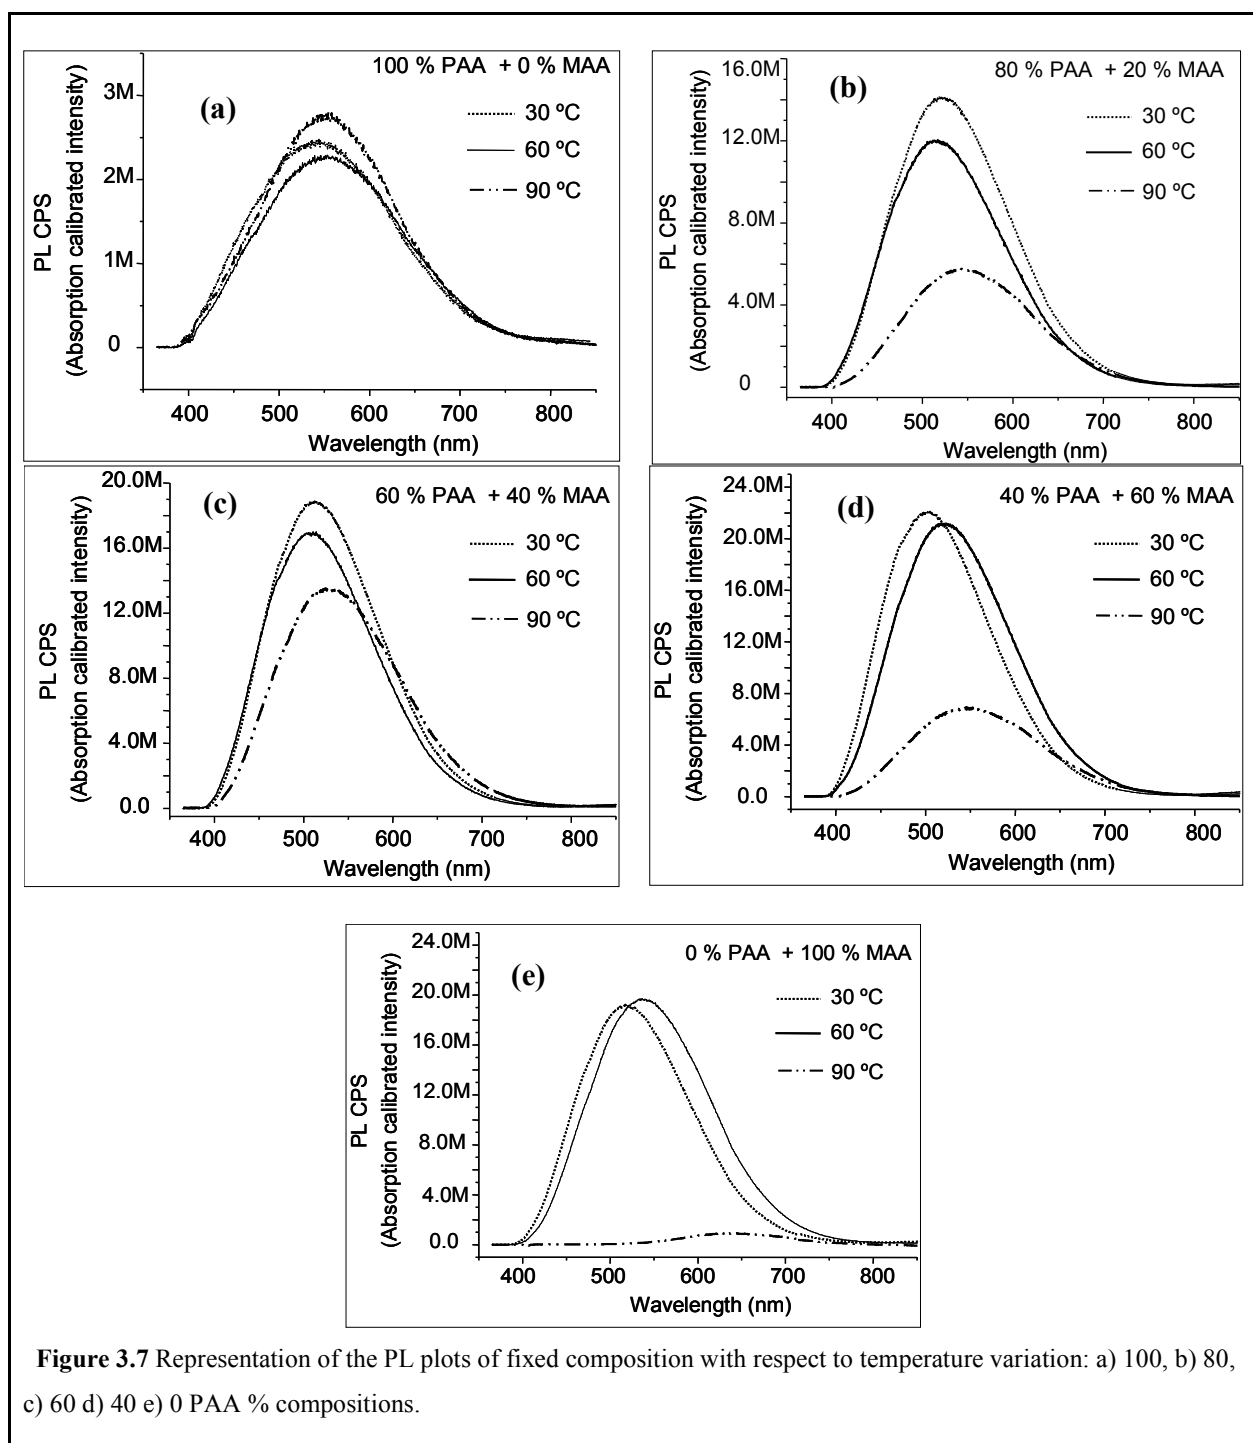 100 % PAA + 0 % MAA
(a)
30 ºC
60 ºC
90 ºC
3M
2M
1M
0
PL CPS
(Absorption calibrated intensity)
400 500 600 700 800
Wavelength (nm)
80 % PAA + 20 % MAA
(b)
30 ºC
60 ºC
90 ºC
16.0M
12.0M
8.0M
4.0M
0
PL CPS
(Absorption calibrated intensity)
400 500 600 700 800
Wavelength (nm)
60 % PAA + 40 % MAA
(c)
30 ºC
60 ºC
90 ºC
20.0M
16.0M
12.0M
8.0M
4.0M
0.0
PL CPS
(Absorption calibrated intensity)
400 500 600 700 800
Wavelength (nm)
40 % PAA + 60 % MAA
(d)
30 ºC
60 ºC
90 ºC
24.0M
20.0M
16.0M
12.0M
8.0M
4.0M
0.0
PL CPS
(Absorption calibrated intensity)
400 500 600 700 800
Wavelength (nm)
0 % PAA + 100 % MAA
(e)
30 ºC
60 ºC
90 ºC
24.0M
20.0M
16.0M
12.0M
8.0M
4.0M
0.0
PL CPS
(Absorption calibrated intensity)
400 500 600 700 800
Wavelength (nm)
Figure 3.7 Representation of the PL plots of fixed composition with respect to temperature variation: a) 100, b) 80,
c) 60 d) 40 e) 0 PAA % compositions.